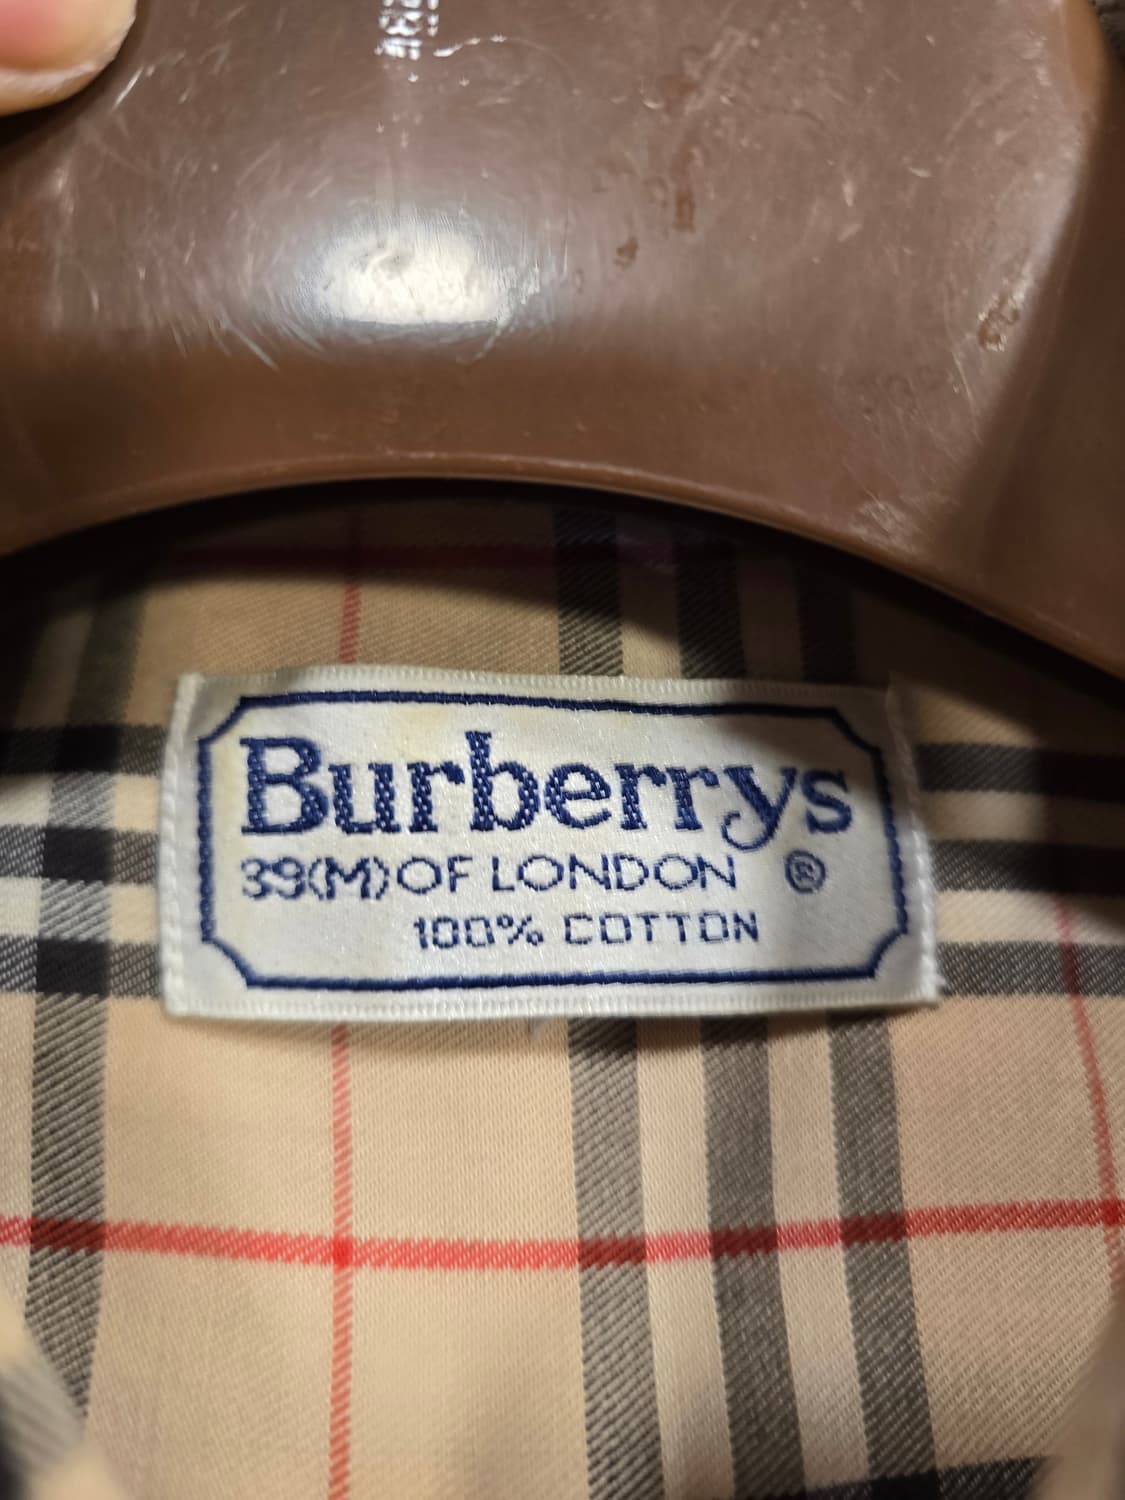 Burberrys
39(M) OF LONDON ®
100% COTTON